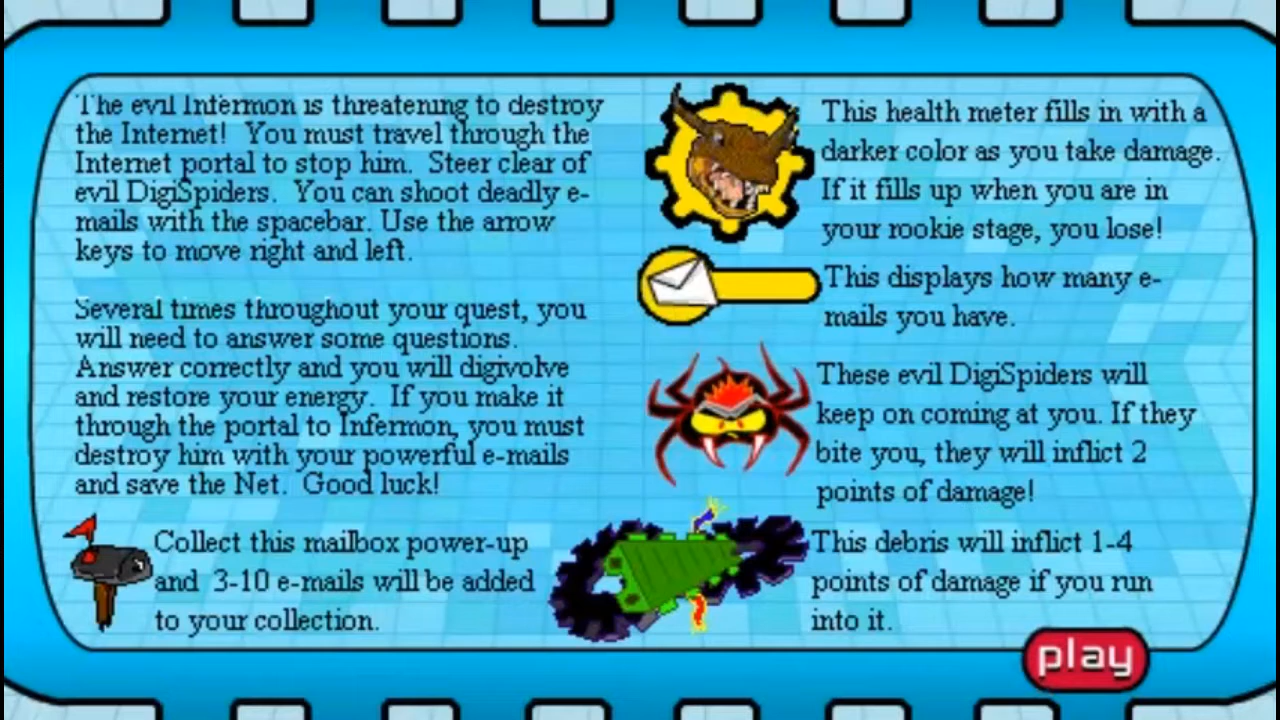 The evil Infermon is threatening to destroy
the Internet!  You must travel through the
Internet portal to stop him.  Steer clear of
evil DigiSpiders.  You can shoot deadly e-
mails with the spacebar. Use the arrow
keys to move right and left.
Several times throughout your quest, you
will need to answer some questions.
Answer correctly and you will digivolve
and restore your energy.  If you make it
through the portal to Infermon, you must
destroy him with your powerful e-mails
and save the Net.  Good luck!
Collect this mailbox power-up
and  3-10 e-mails will be added
to your collection.
This health meter fills in with a
darker color as you take damage.
If it fills up when you are in
your rookie stage, you lose!
This displays how many e-
mails you have.
These evil DigiSpiders will
keep on coming at you. If they
bite you, they will inflict 2
points of damage!
This debris will inflict 1-4
points of damage if you run
into it.
play